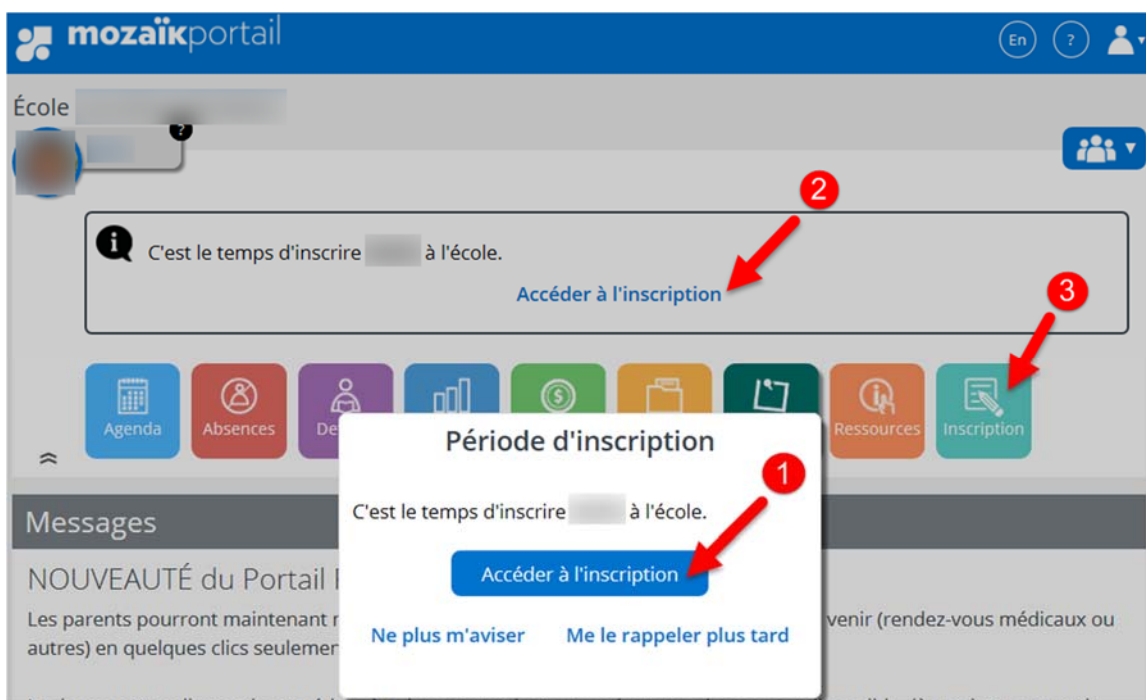 mozaïkportail
En ?
École
?
2
C'est le temps d'inscrire à l'école.
Accéder à l'inscription
3
Agenda Absences De Ressources Inscription
Période d'inscription
1
C'est le temps d'inscrire à l'école.
Accéder à l'inscription
Ne plus m'aviser Me le rappeler plus tard
Messages
NOUVEAUTÉ du Portail
Les parents pourront maintenant venir (rendez-vous médicaux ou
autres) en quelques clics